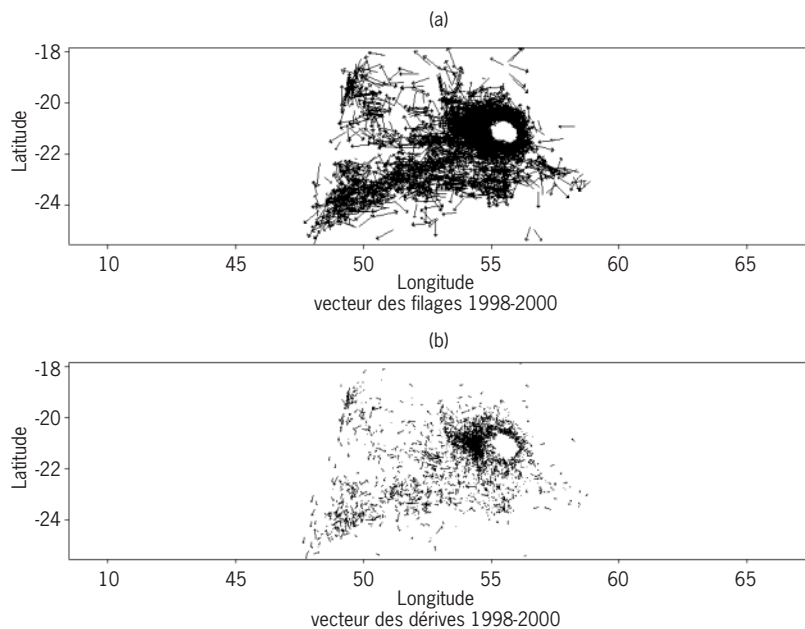 (a)
-18
-20
-22
-24
Latitude
10 45 50 55 60 65
Longitude
vecteur des filages 1998-2000
(b)
-18
-20
-22
-24
Latitude
10 45 50 55 60 65
Longitude
vecteur des dérives 1998-2000